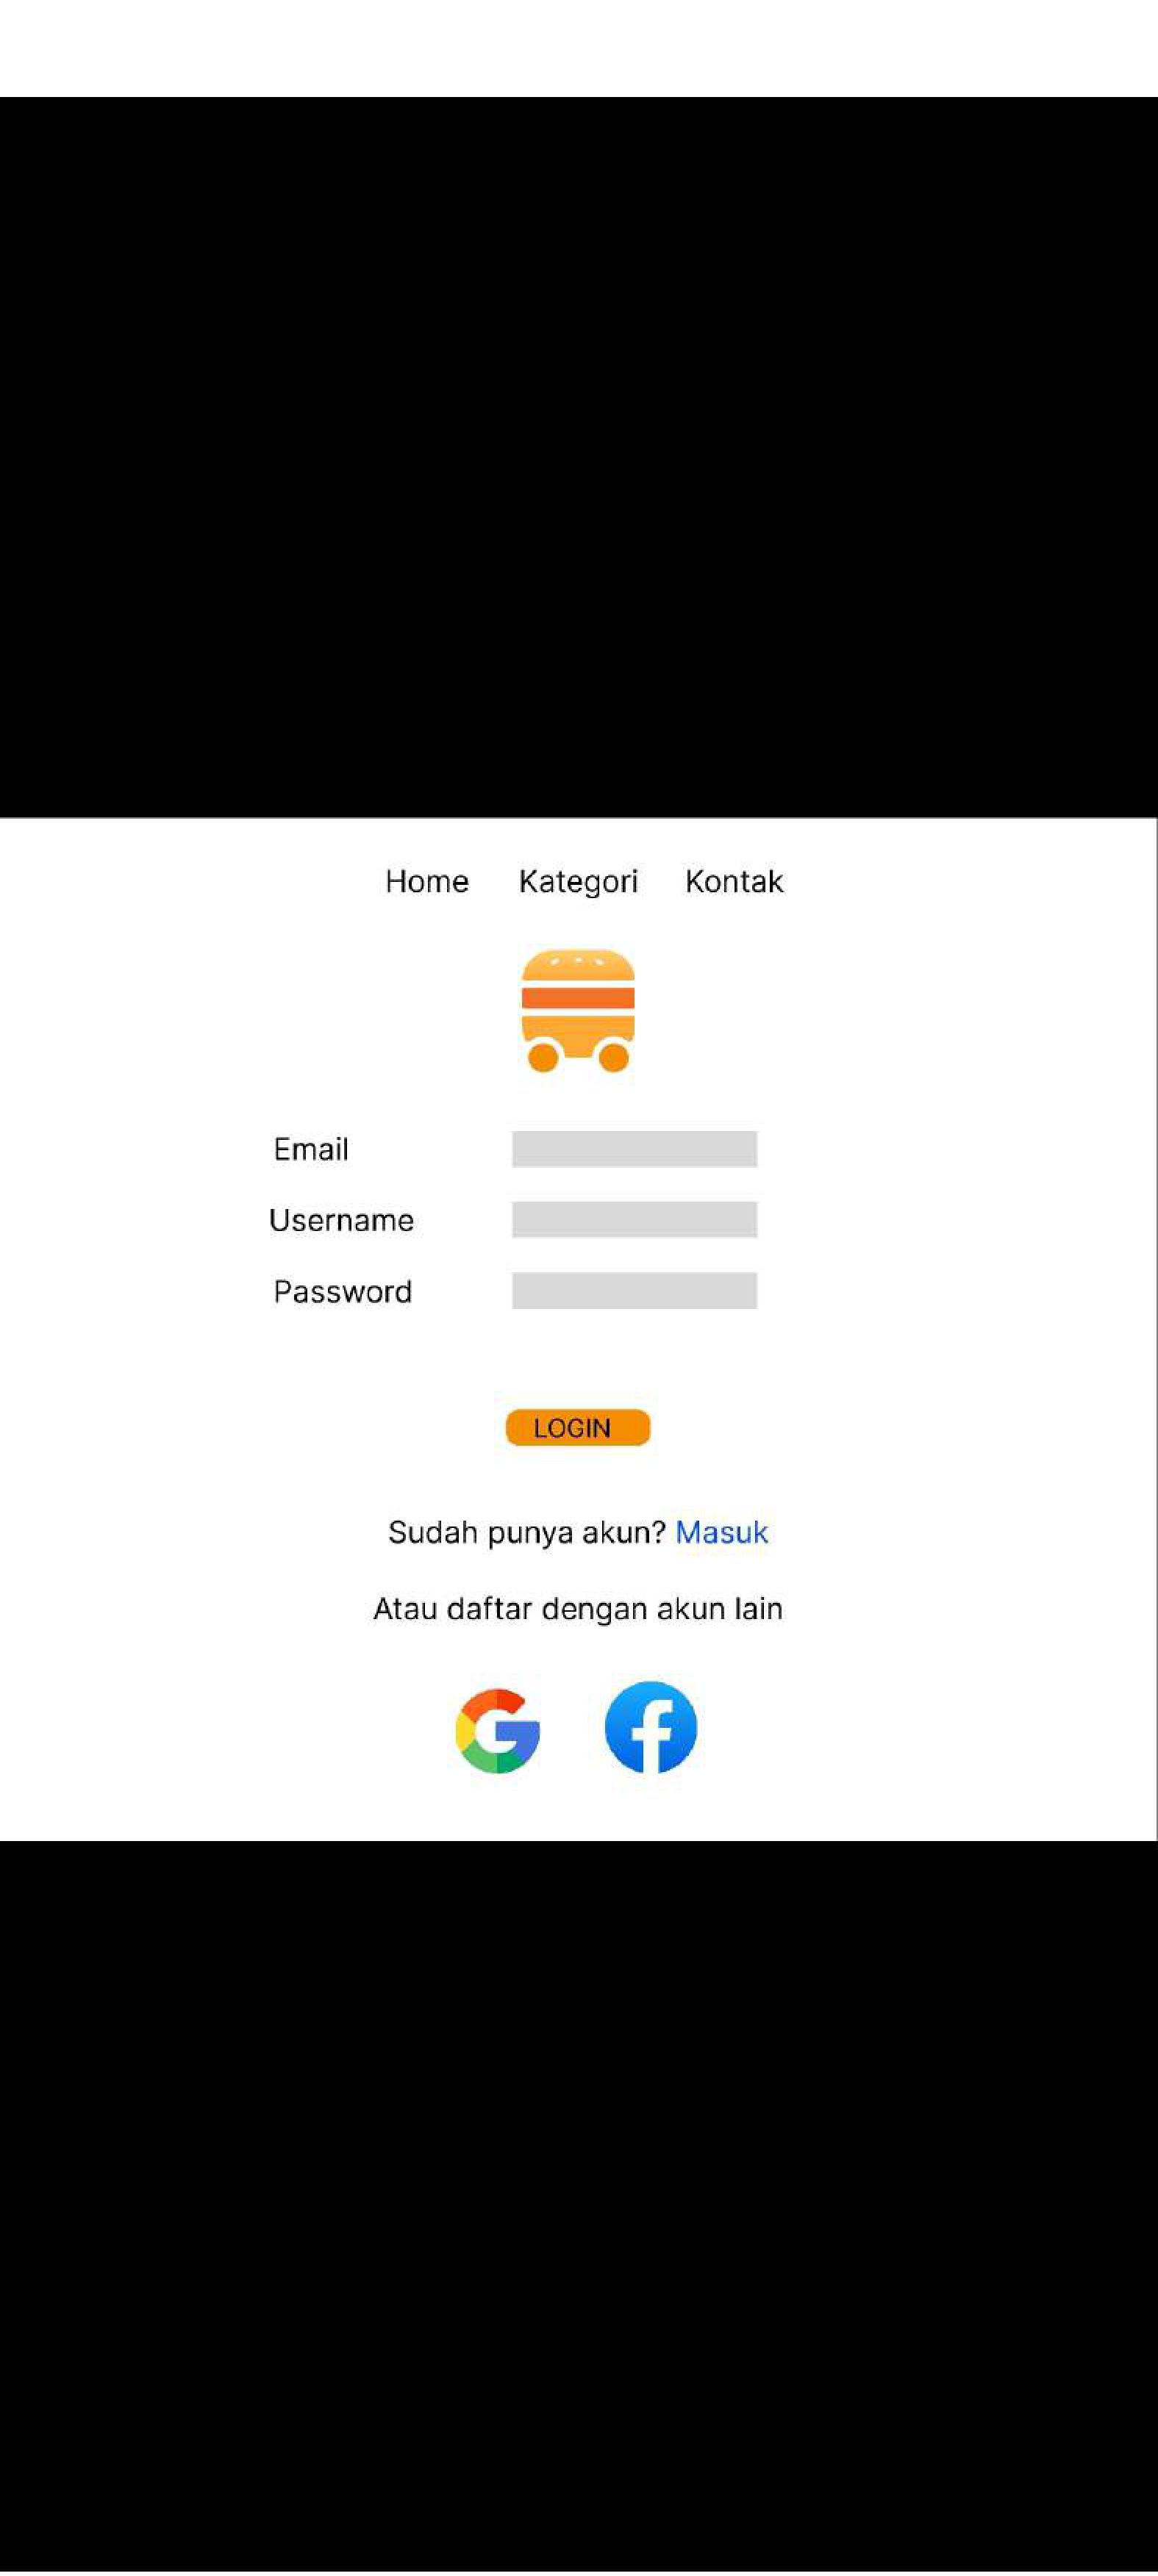 Home Kategori Kontak
Email
Username
Password
LOGIN
Sudah punya akun? Masuk
Atau daftar dengan akun lain